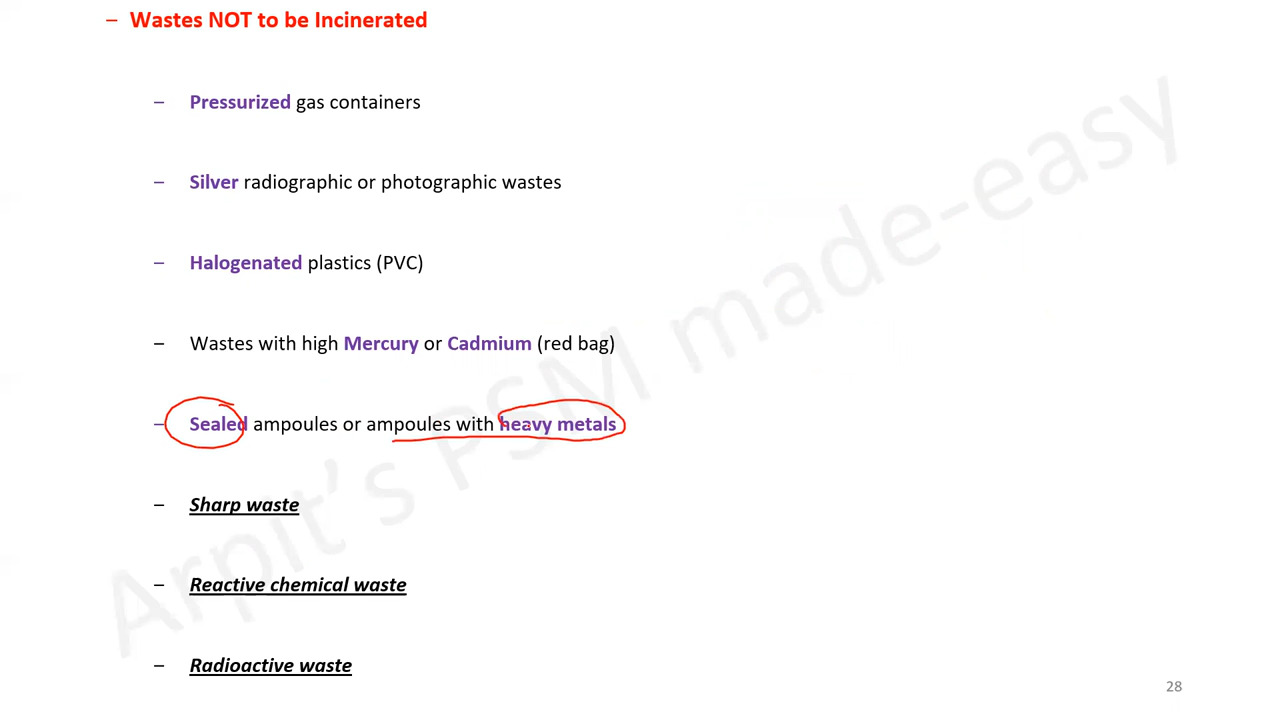 – Wastes NOT to be Incinerated
– Pressurized gas containers
– Silver radiographic or photographic wastes
– Halogenated plastics (PVC)
– Wastes with high Mercury or Cadmium (red bag)
– Sealed ampoules or ampoules with heavy metals
– Sharp waste
– Reactive chemical waste
– Radioactive waste
Arpit's PSM made-easy
28